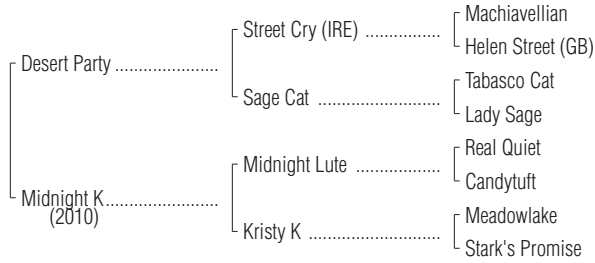 Machiavellian
Street Cry (IRE) ................
Helen Street (GB)
Desert Party ......................
Tabasco Cat
Sage Cat ..........................
Lady Sage
Real Quiet
Midnight Lute ..................
Candytuft
Midnight K........................
(2010)
Meadowlake
Kristy K ............................
Stark's Promise